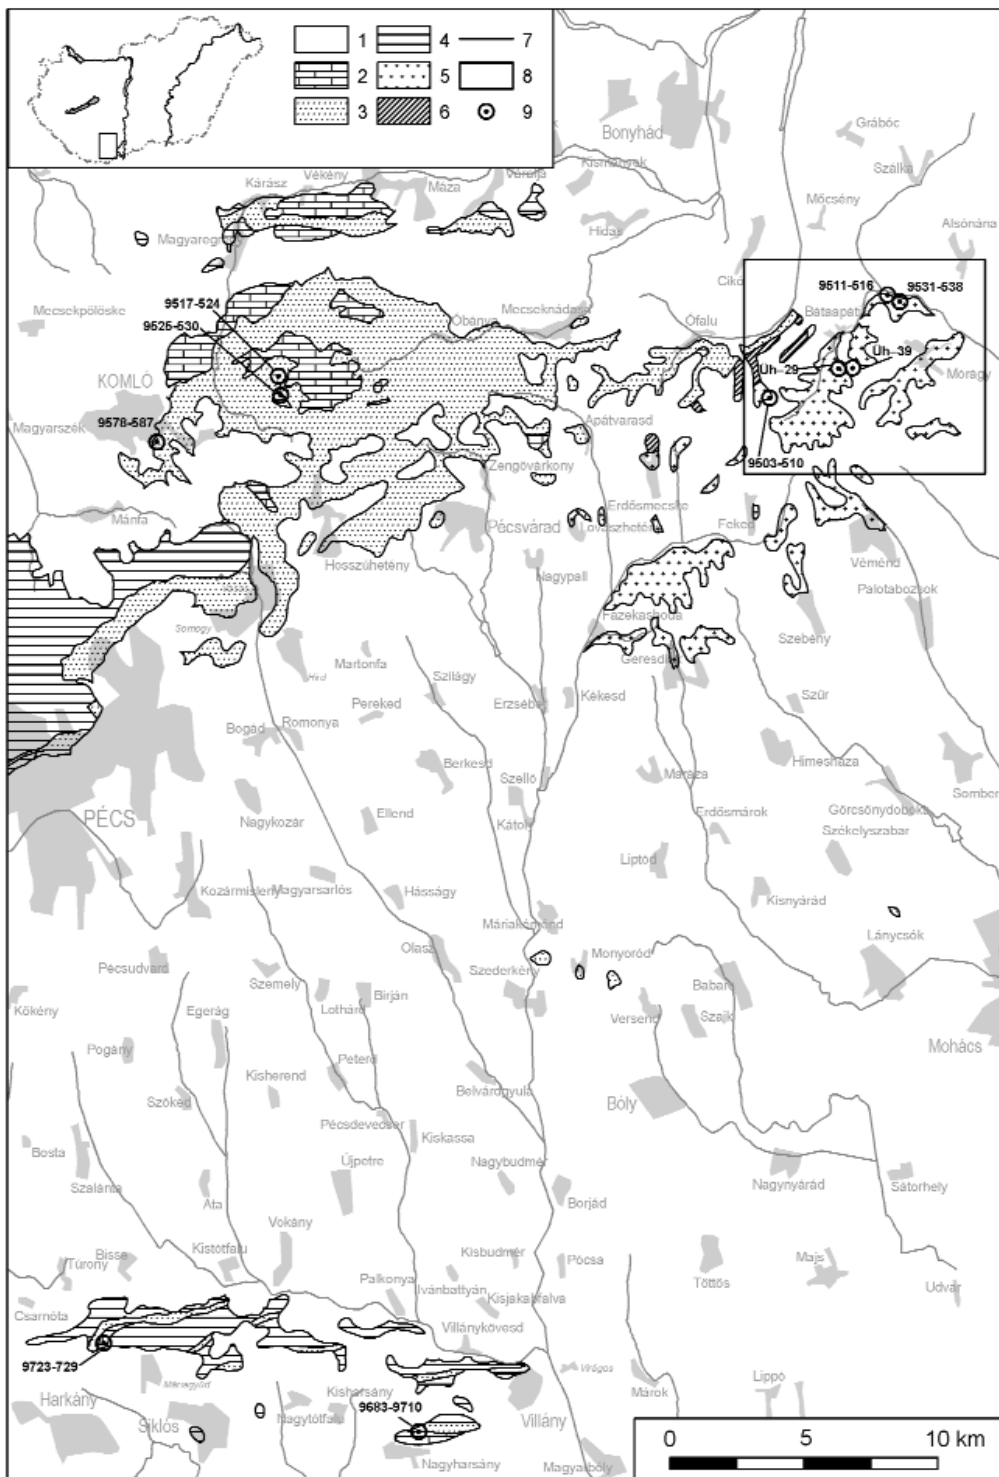 1 4 7
2 5 8
3 6 9
Bonyhád
Grábóc
Kismányok
Szálka
Vékény
Váralja
Kárász
Máza
Mőcsény
Hidas
Alsónána
Magyaregregy
Cikó
9511-516
9531-538
9517-524
Mecsekpölöske
Mecseknádasd
Óbánya
Ófalu
Bátaapáti
9525-530
Üh-39
Üh-29
Mórágy
KOMLÓ
9578-587
Magyarszék
Apátvarasd
9503-510
Zengővárkony
Erdősmecske
Mánfa
Pécsvárad
Lovászhetény
Feked
Hosszúhetény
Nagypall
Véménd
Palotabozsok
Fazekasboda
Somogy
Szebény
Martonfa
Hird
Geresdlak
Szilágy
Pereked
Erzsébet
Kékesd
Szűr
Bogád
Romonya
Berkesd
Szellő
Maráza
Himesháza
Somber
Erdősmárok
Görcsönydoboka
PÉCS
Nagykozár
Ellend
Kátoly
Székelyszabar
Liptód
Kozármisleny
Magyarsarlós
Hásságy
Kisnyárád
Máriakéménd
Olasz
Lánycsók
Pécsudvard
Monyoród
Szederkény
Szemely
Babarc
Kökény
Egerág
Lothárd
Birján
Versend
Szajk
Pogány
Peterd
Mohács
Kisherend
Belvárdgyula
Szőkéd
Bóly
Pécsdevecser
Kiskassa
Bosta
Újpetre
Nagybudmér
Szalánta
Nagynyárád
Sátorhely
Áta
Borjád
Vokány
Bisse
Kistótfalu
Kisbudmér
Pócsa
Majs
Túrony
Töttös
Palkonya
Ivánbattyán
Udvar
Kisjakabfalva
Csarnóta
Villánykövesd
9723-729
Virágos
Máriagyűd
Lippó
Márok
Kisharsány
Harkány
9683-9710
Siklós
Nagytótfalu
Villány
0 5 10 km
Nagyharsány
Magyarbóly